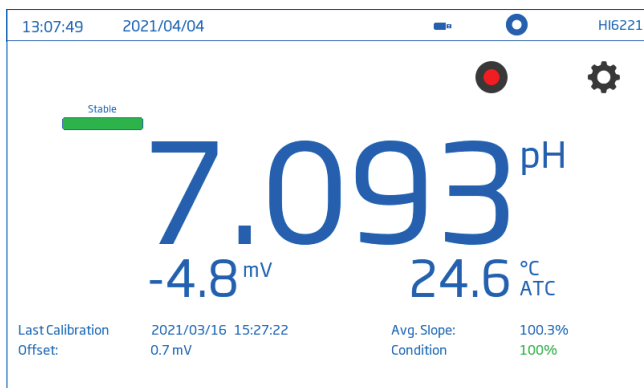 13:07:49 2021/04/04 HI6221
Stable
7.093 pH
-4.8 mV 24.6 °C
ATC
Last Calibration 2021/03/16 15:27:22 Avg. Slope: 100.3%
Offset: 0.7 mV Condition 100%